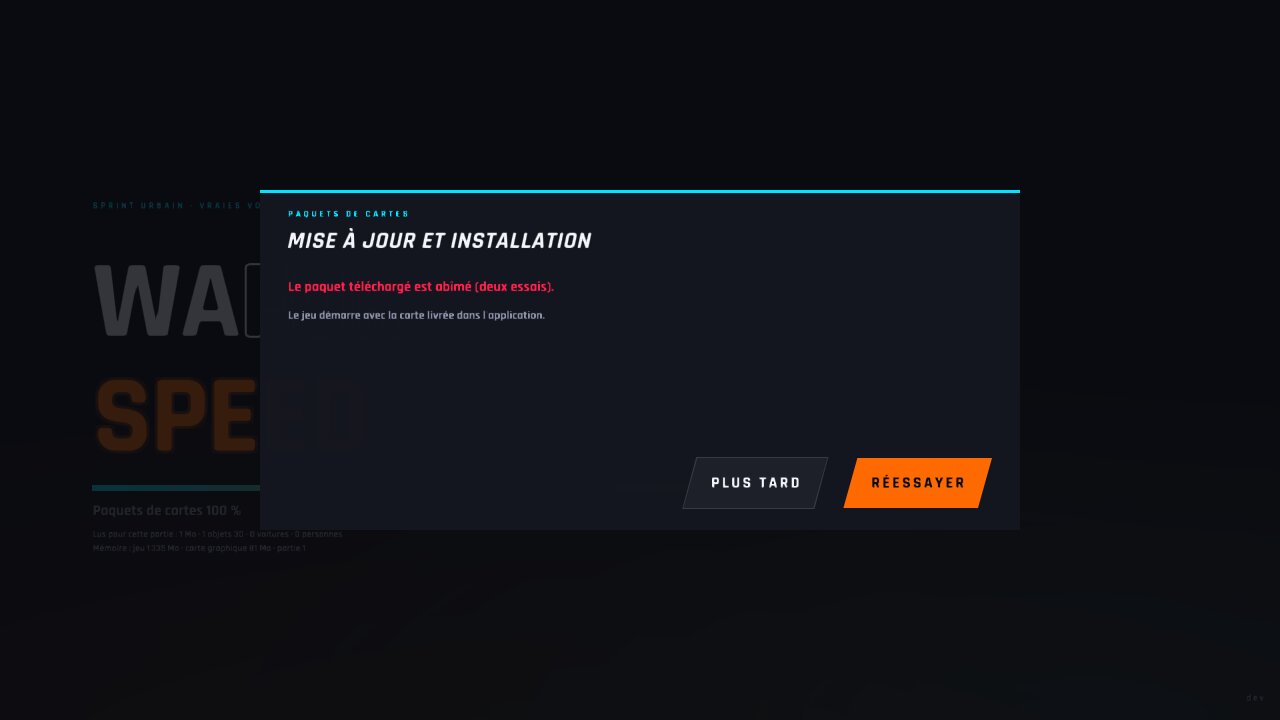 SPRINT URBAIN · VRAIES VO
PAQUETS DE CARTES
MISE À JOUR ET INSTALLATION
WA
Le paquet téléchargé est abîmé (deux essais).
Le jeu démarre avec la carte livrée dans l application.
SPEED
PLUS TARD
RÉESSAYER
Paquets de cartes 100 %
Lus pour cette partie : 1 Mo · 1 objets 3D · 0 voitures · 0 personnes
Mémoire : jeu 1335 Mo · carte graphique 81 Mo · partie 1
dev